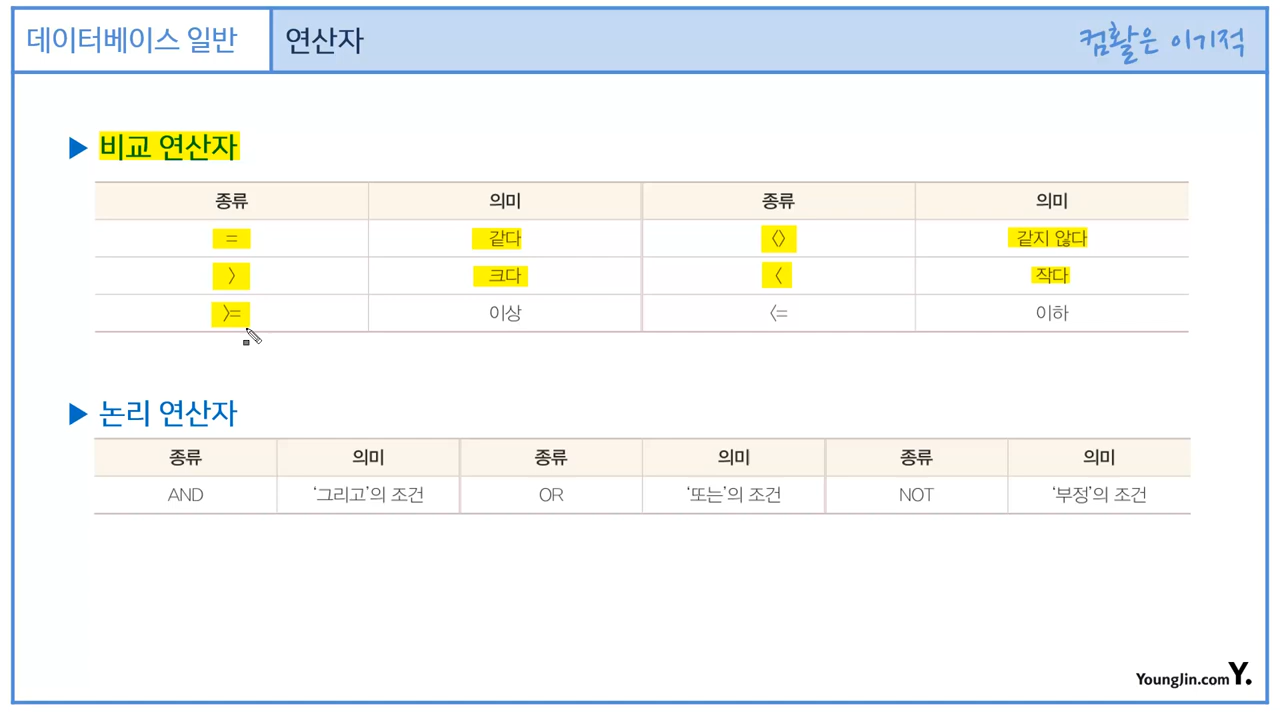 데이터베이스 일반 연산자 컴활은 이기적
▶ 비교 연산자
종류 의미 종류 의미
= 같다 <> 같지 않다
> 크다 < 작다
>= 이상 <= 이하
▶ 논리 연산자
종류 의미 종류 의미 종류 의미
AND ‘그리고’의 조건 OR ‘또는’의 조건 NOT ‘부정’의 조건
YoungJin.com Y.